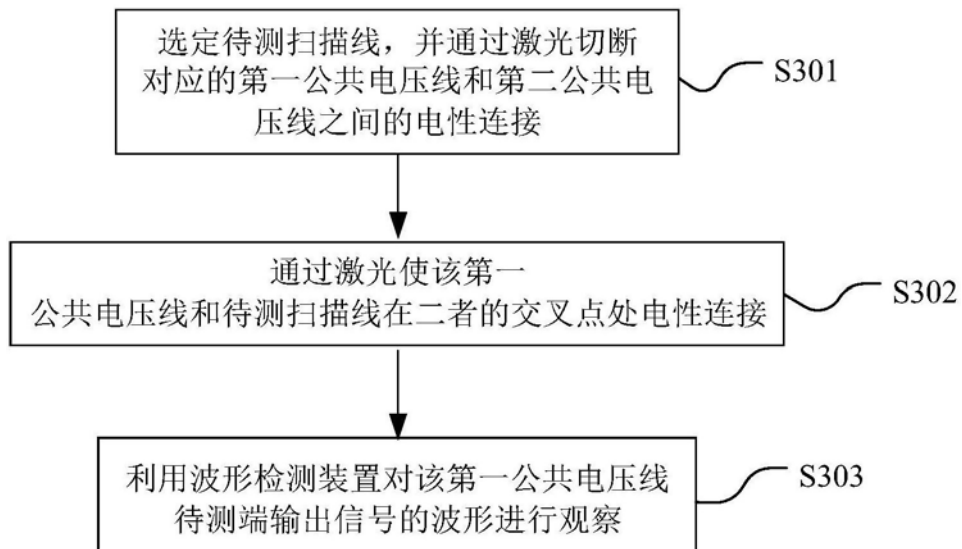 选定待测扫描线，并通过激光切断
对应的第一公共电压线和第二公共电
压线之间的电性连接
S301
通过激光使该第一
公共电压线和待测扫描线在二者的交叉点处电性连接
S302
利用波形检测装置对该第一公共电压线
待测端输出信号的波形进行观察
S303